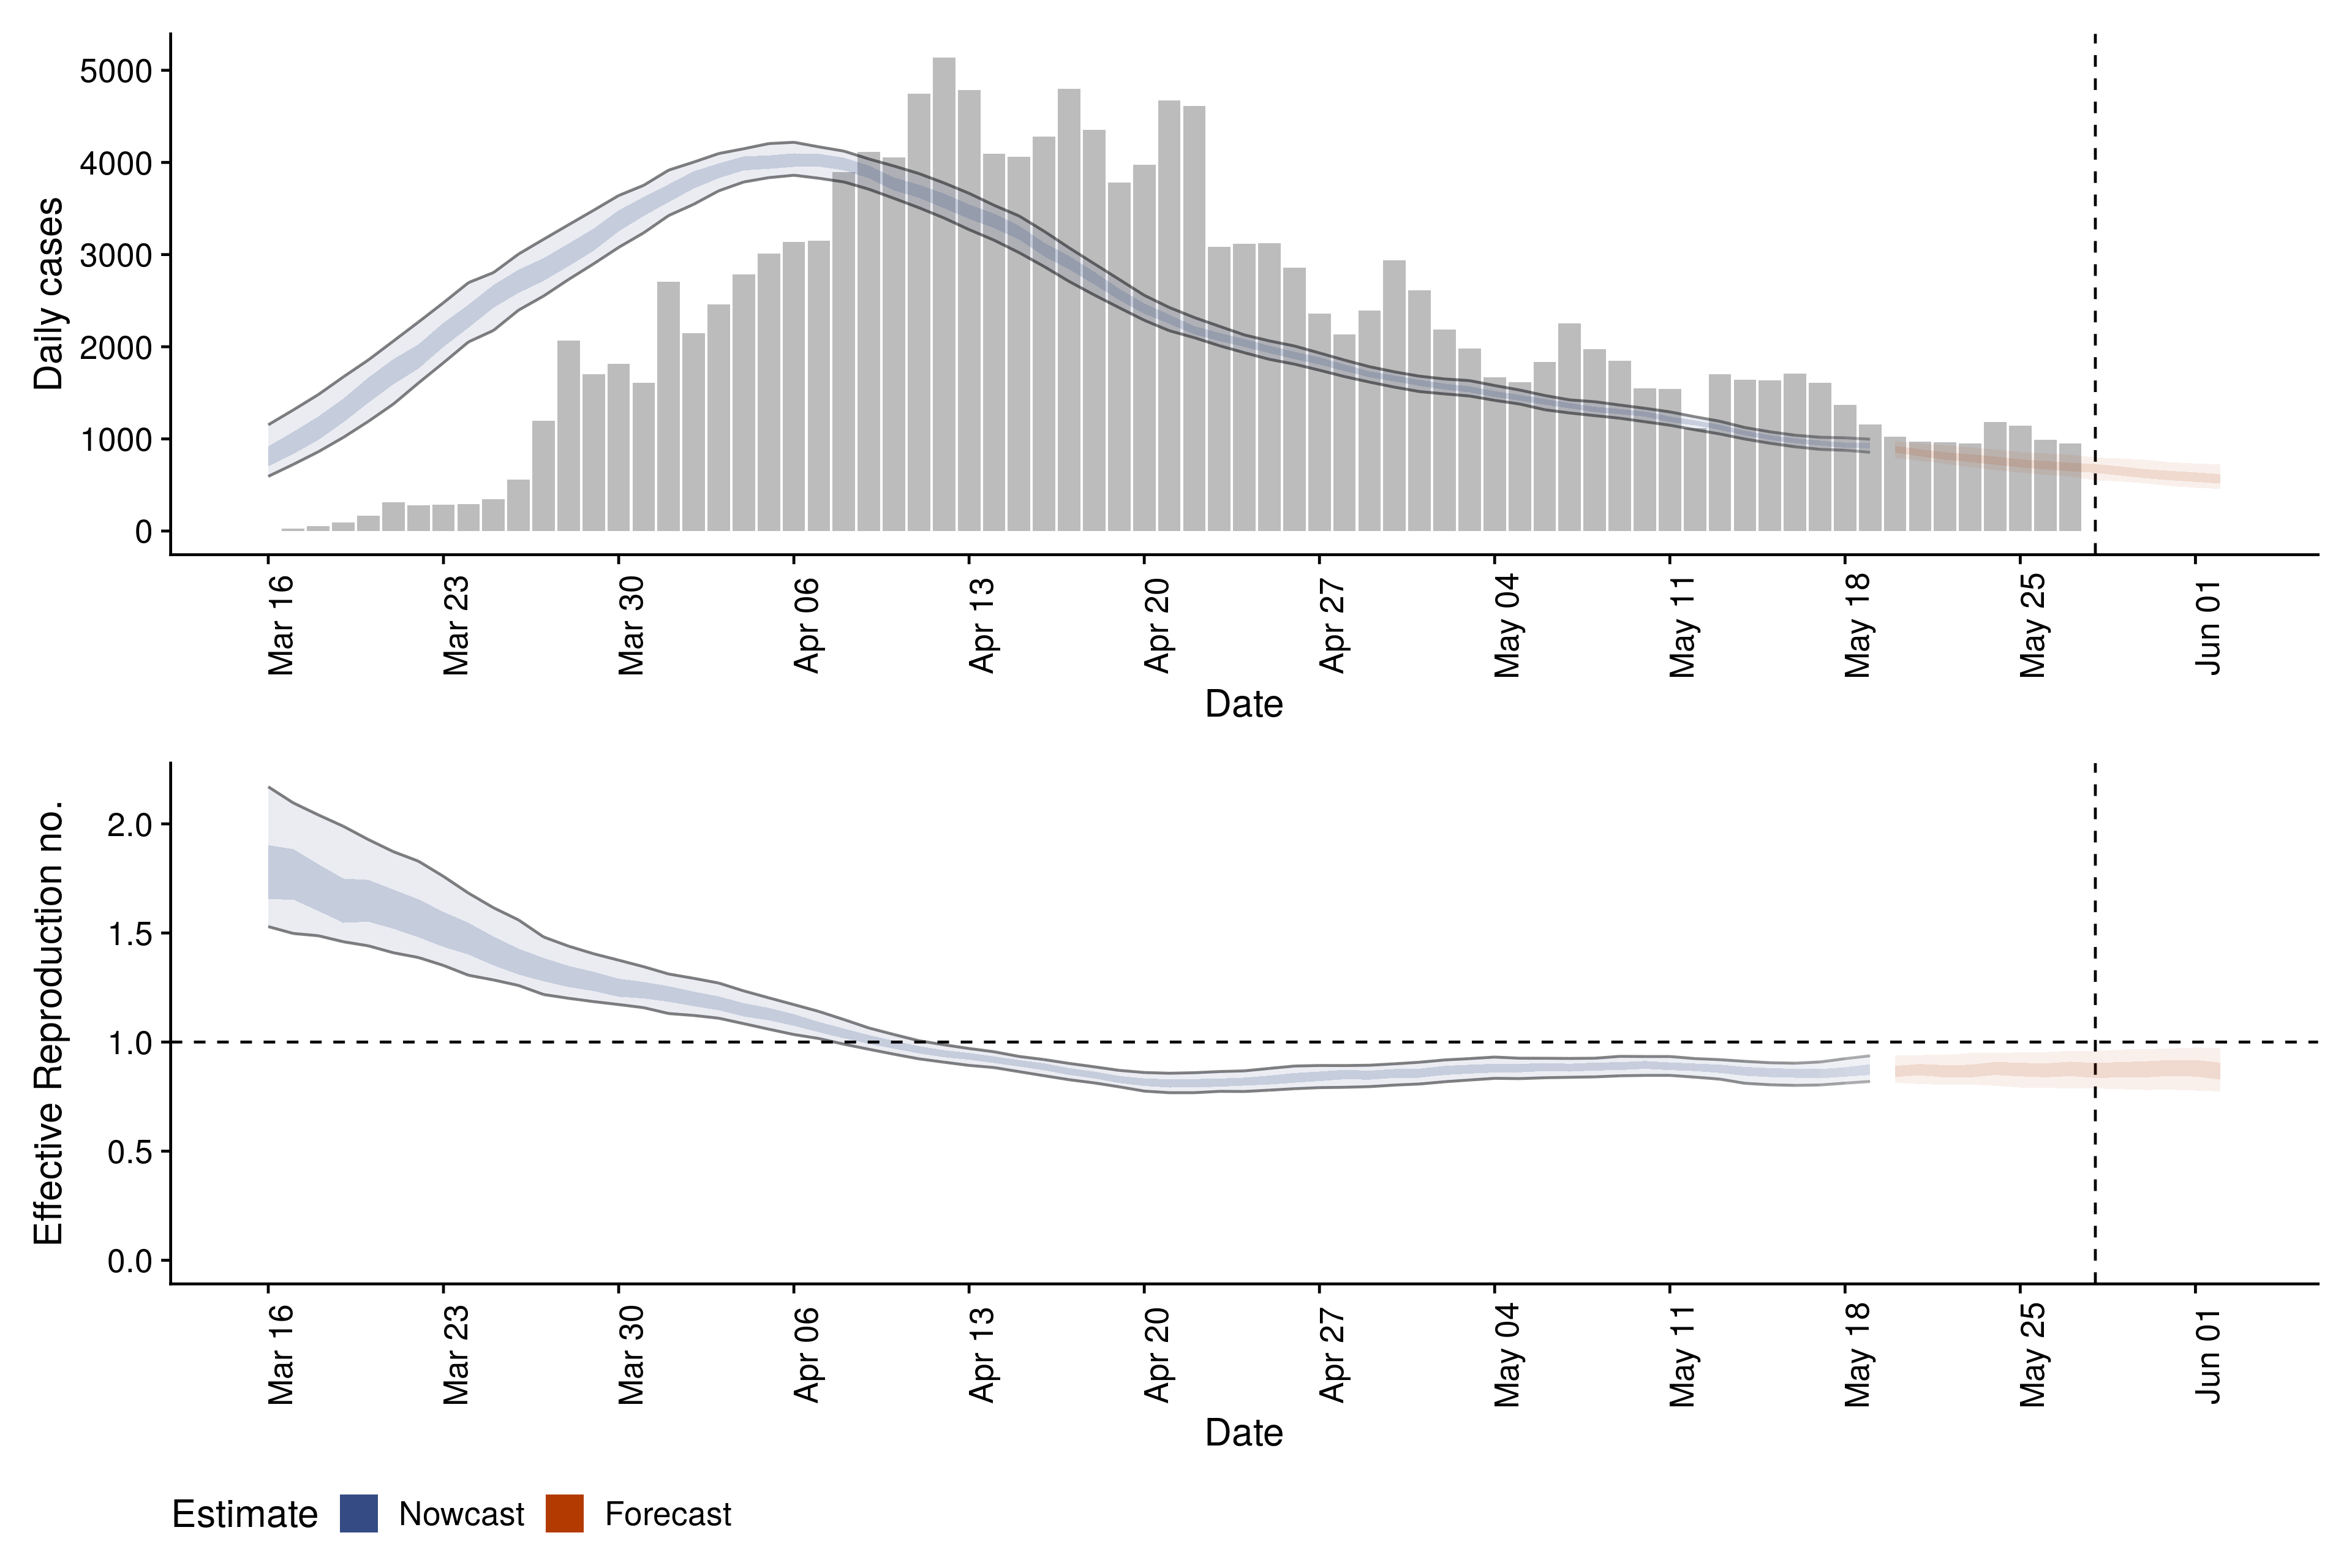 5000
4000
3000
2000
1000
0
Daily cases
Mar 16
Mar 23
Mar 30
Apr 06
Apr 13
Apr 20
Apr 27
May 04
May 11
May 18
May 25
Jun 01
Date
2.0
1.5
1.0
0.5
0.0
Effective Reproduction no.
Mar 16
Mar 23
Mar 30
Apr 06
Apr 13
Apr 20
Apr 27
May 04
May 11
May 18
May 25
Jun 01
Date
Estimate Nowcast Forecast